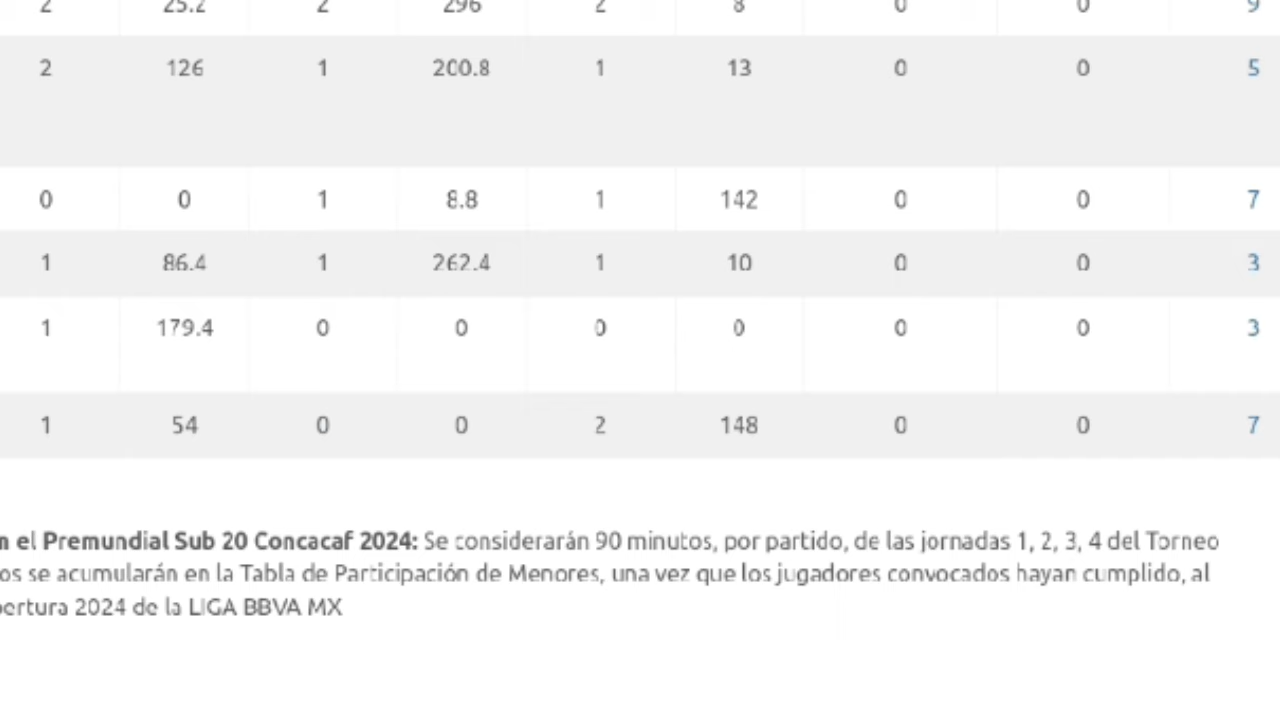 2 25.2 2 296 2 8 0 0 9
2 126 1 200.8 1 13 0 0 5
0 0 1 8.8 1 142 0 0 7
1 86.4 1 262.4 1 10 0 0 3
1 179.4 0 0 0 0 0 0 3
1 54 0 0 2 148 0 0 7
n el Premundial Sub 20 Concacaf 2024: Se considerarán 90 minutos, por partido, de las jornadas 1, 2, 3, 4 del Torneo
os se acumularán en la Tabla de Participación de Menores, una vez que los jugadores convocados hayan cumplido, al
pertura 2024 de la LIGA BBVA MX